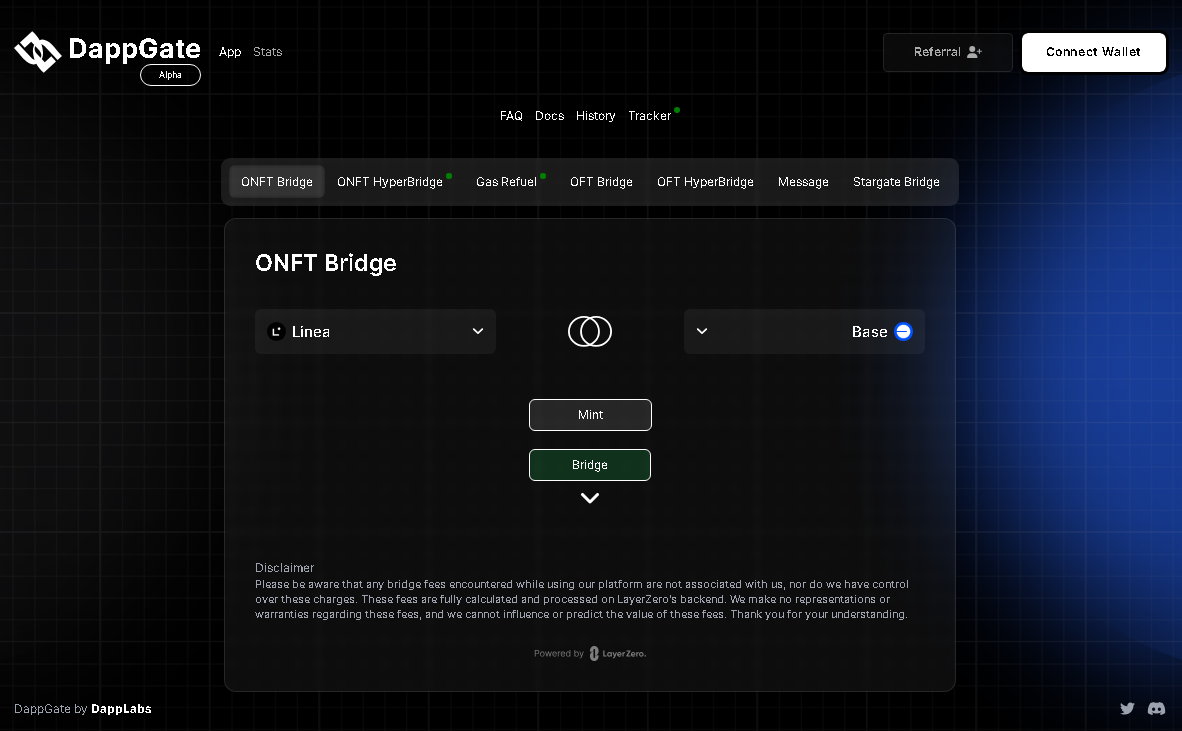 DappGate
Alpha
App
Stats
Referral
Connect Wallet
FAQ Docs History Tracker
ONFT Bridge ONFT HyperBridge Gas Refuel OFT Bridge OFT HyperBridge Message Stargate Bridge
ONFT Bridge
Linea
Base
Mint
Bridge
Disclaimer
Please be aware that any bridge fees encountered while using our platform are not associated with us, nor do we have control
over these charges. These fees are fully calculated and processed on LayerZero's backend. We make no representations or
warranties regarding these fees, and we cannot influence or predict the value of these fees. Thank you for your understanding.
Powered by LayerZero.
DappGate by DappLabs